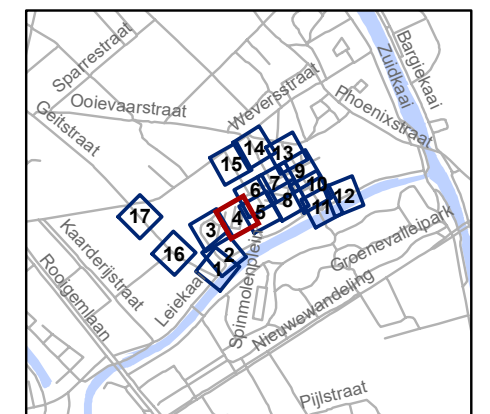 Sparrestraat
Bargiekaai
Zuidkaai
Weversstraat
Ooievaarstraat
Phoenixstraat
Geitstraat
14
13
15
9
7
10
6
12
8
11
5
4
17
3
Groenevalleipark
Kaarderijstraat
16
2
1
Rooigemlaan
Leiekaai
Spinmolenplein
Nieuwewandeling
Pijlstraat